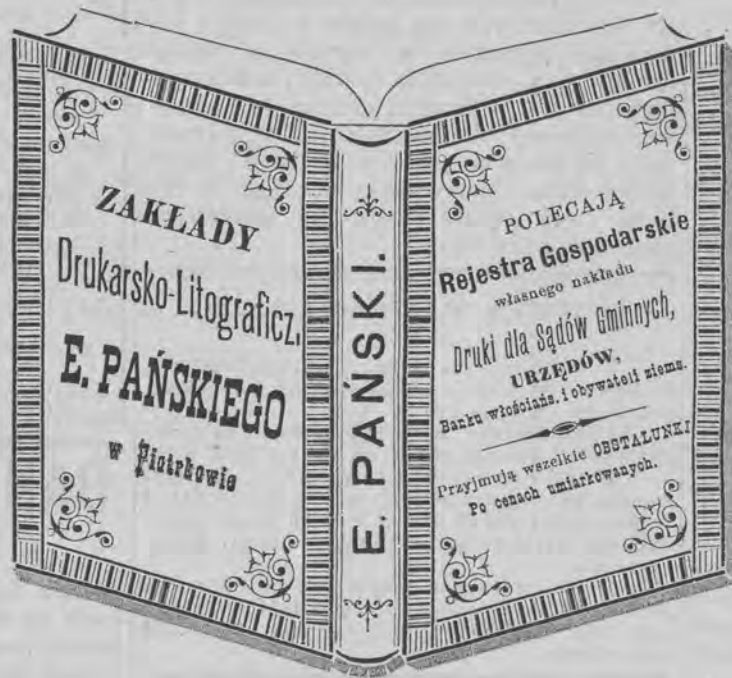 ZAKŁADY
Drukarsko-Litograficz.
E. PAŃSKIEGO
w Piotrkowie
E. PAŃSKI.
POLECAJĄ
Rejestra Gospodarskie
własnego nakładu
Druki dla Sądów Gminnych,
URZĘDÓW,
Banku włościańs. i obywateli ziems.
Przyjmują wszelkie OBSTALUNKI
Po cenach umiarkowanych.